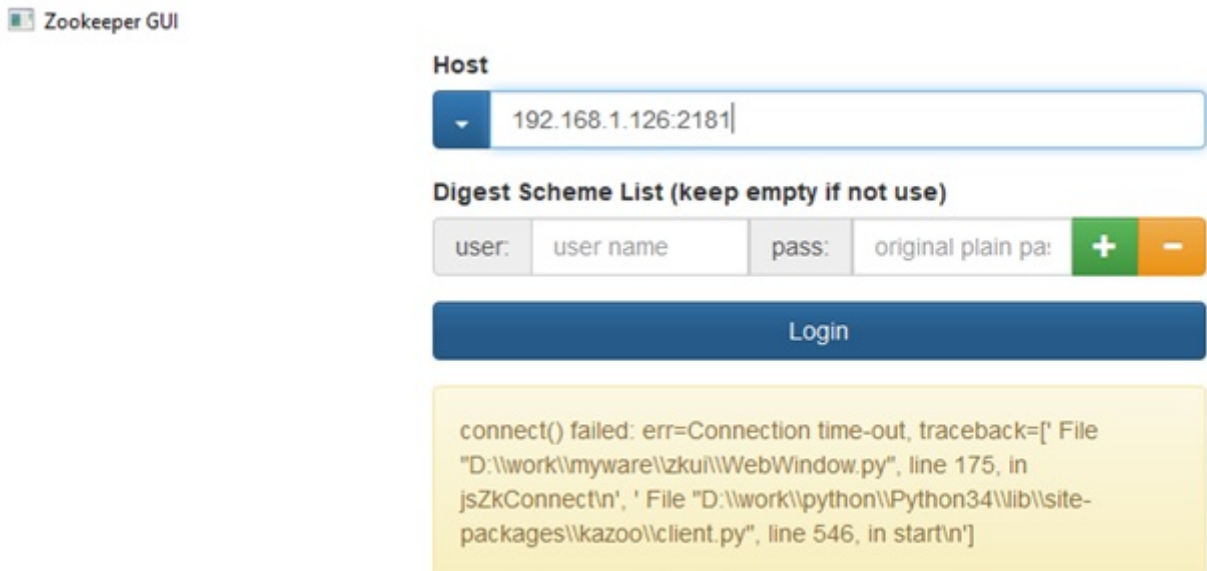 Zookeeper GUI
Host
192.168.1.126:2181
Digest Scheme List (keep empty if not use)
user: user name pass: original plain pa
Login
connect() failed: err=Connection time-out, traceback=[' File
"D:\\work\\myware\\zkui\\WebWindow.py", line 175, in
jsZkConnect\n', ' File "D:\\work\\python\\Python34\\lib\\site-
packages\\kazoo\\client.py", line 546, in start\n']